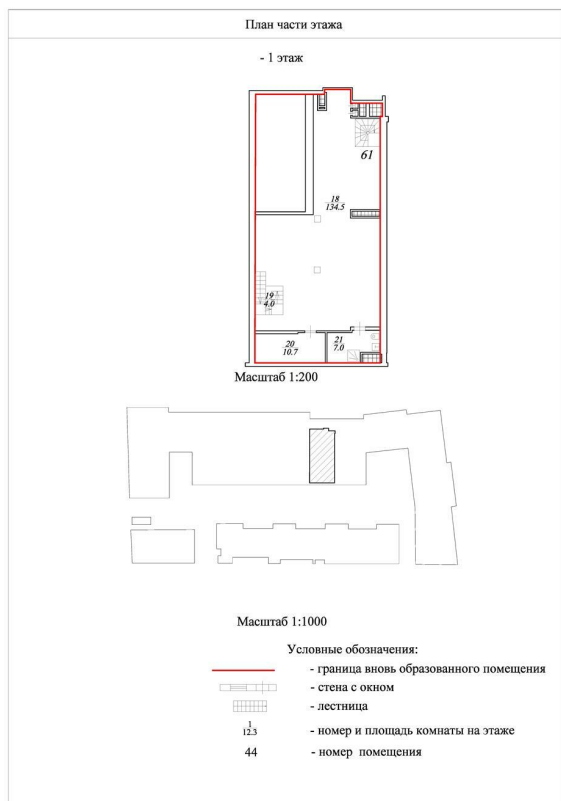 План части этажа
- 1 этаж
61
18
134.5
19
4.0
20
10.7
21
7.0
Масштаб 1:200
Масштаб 1:1000
Условные обозначения:
- граница вновь образованного помещения
- стена с окном
- лестница
1
12.3
- номер и площадь комнаты на этаже
44
- номер помещения